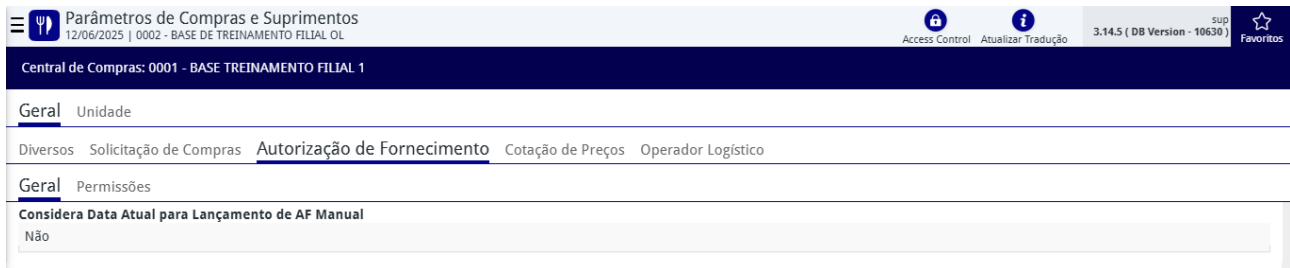 Parâmetros de Compras e Suprimentos
12/06/2025 | 0002 - BASE DE TREINAMENTO FILIAL OL
Access Control
Atualizar Tradução
sup
3.14.5 ( DB Version - 10630 )
Favoritos
Central de Compras: 0001 - BASE TREINAMENTO FILIAL 1
Geral Unidade
Diversos Solicitação de Compras Autorização de Fornecimento Cotação de Preços Operador Logístico
Geral Permissões
Considera Data Atual para Lançamento de AF Manual
Não